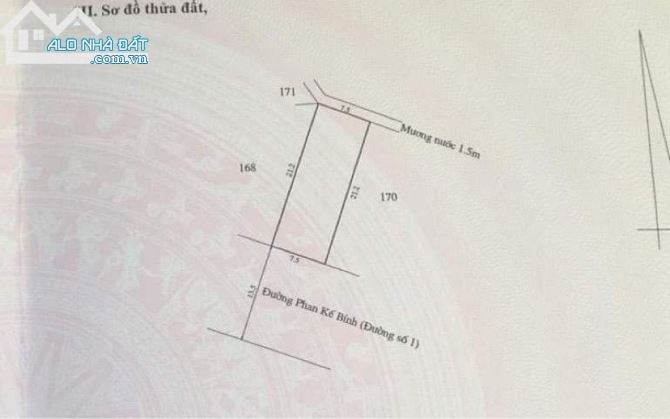 III. Sơ đồ thửa đất,
ALO NHÀ ĐẤT
.com.vn
171
7,5
Mương nước 1.5m
168
21,2
21,2
170
7,5
13,5
Đường Phan Kế Bính (Đường số 1)